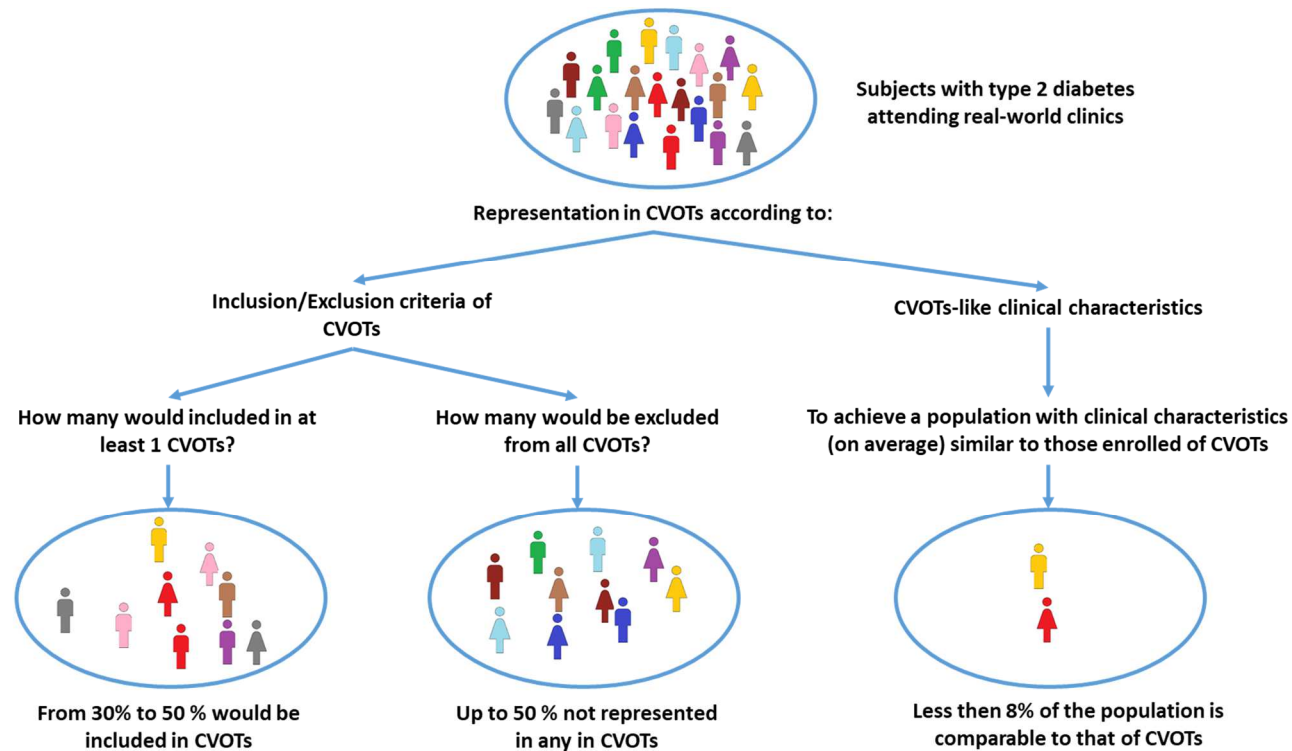 Subjects with type 2 diabetes
attending real-world clinics
Representation in CVOTs according to:
Inclusion/Exclusion criteria of
CVOTs
CVOTs-like clinical characteristics
How many would included in at
least 1 CVOTs?
How many would be excluded
from all CVOTs?
To achieve a population with clinical characteristics
(on average) similar to those enrolled of CVOTs
From 30% to 50 % would be
included in CVOTs
Up to 50 % not represented
in any in CVOTs
Less then 8% of the population is
comparable to that of CVOTs